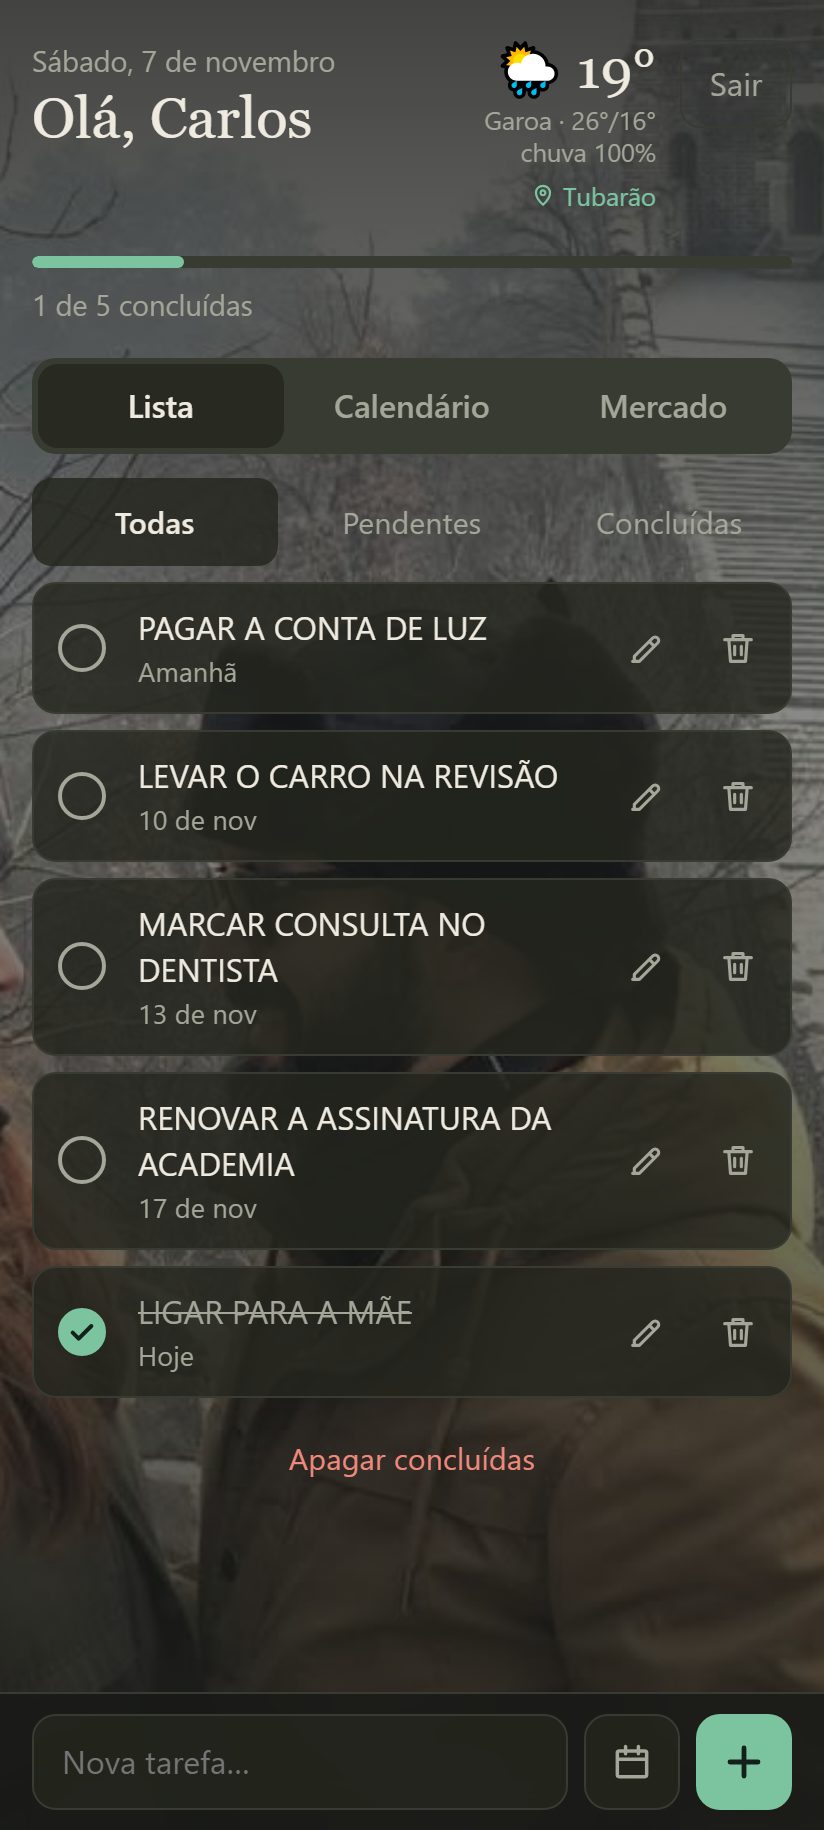 Sábado, 7 de novembro
Olá, Carlos
19°
Garoa · 26°/16°
chuva 100%
Tubarão
Sair
1 de 5 concluídas
Lista
Calendário
Mercado
Todas
Pendentes
Concluídas
PAGAR A CONTA DE LUZ
Amanhã
LEVAR O CARRO NA REVISÃO
10 de nov
MARCAR CONSULTA NO
DENTISTA
13 de nov
RENOVAR A ASSINATURA DA
ACADEMIA
17 de nov
LIGAR PARA A MÃE
Hoje
Apagar concluídas
Nova tarefa...